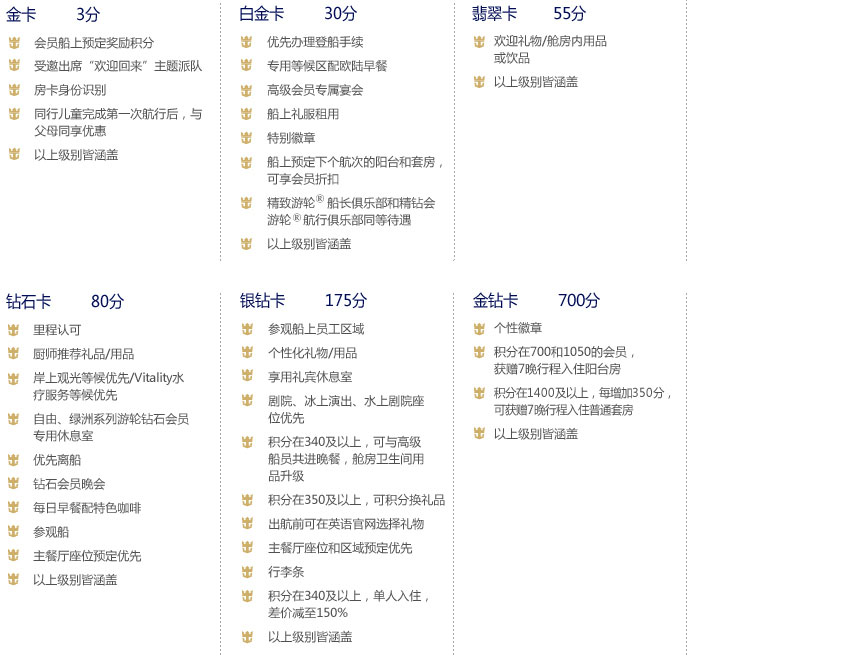 金卡 3分
会员船上预定奖励积分
受邀出席“欢迎回来”主题派队
房卡身份识别
同行儿童完成第一次航行后，与
父母同享优惠
以上级别皆涵盖
白金卡 30分
优先办理登船手续
专用等候区配欧陆早餐
高级会员专属宴会
船上礼服租用
特别徽章
船上预定下个航次的阳台和套房，
可享会员折扣
精致游轮® 船长俱乐部和精钻会
游轮®航行俱乐部同等待遇
以上级别皆涵盖
翡翠卡 55分
欢迎礼物/舱房内用品
或饮品
以上级别皆涵盖
钻石卡 80分
里程认可
厨师推荐礼品/用品
岸上观光等候优先/Vitality水
疗服务等候优先
自由、绿洲系列游轮钻石会员
专用休息室
优先离船
钻石会员晚会
每日早餐配特色咖啡
参观船
主餐厅座位预定优先
以上级别皆涵盖
银钻卡 175分
参观船上员工区域
个性化礼物/用品
享用礼宾休息室
剧院、冰上演出、水上剧院座
位优先
积分在340及以上，可与高级
船员共进晚餐，舱房卫生间用
品升级
积分在350及以上，可积分换礼品
出航前可在英语官网选择礼物
主餐厅座位和区域预定优先
行李条
积分在340及以上，单人入住，
差价减至150%
以上级别皆涵盖
金钻卡 700分
个性徽章
积分在700和1050的会员，
获赠7晚行程入住阳台房
积分在1400及以上，每增加350分，
可获赠7晚行程入住普通套房
以上级别皆涵盖